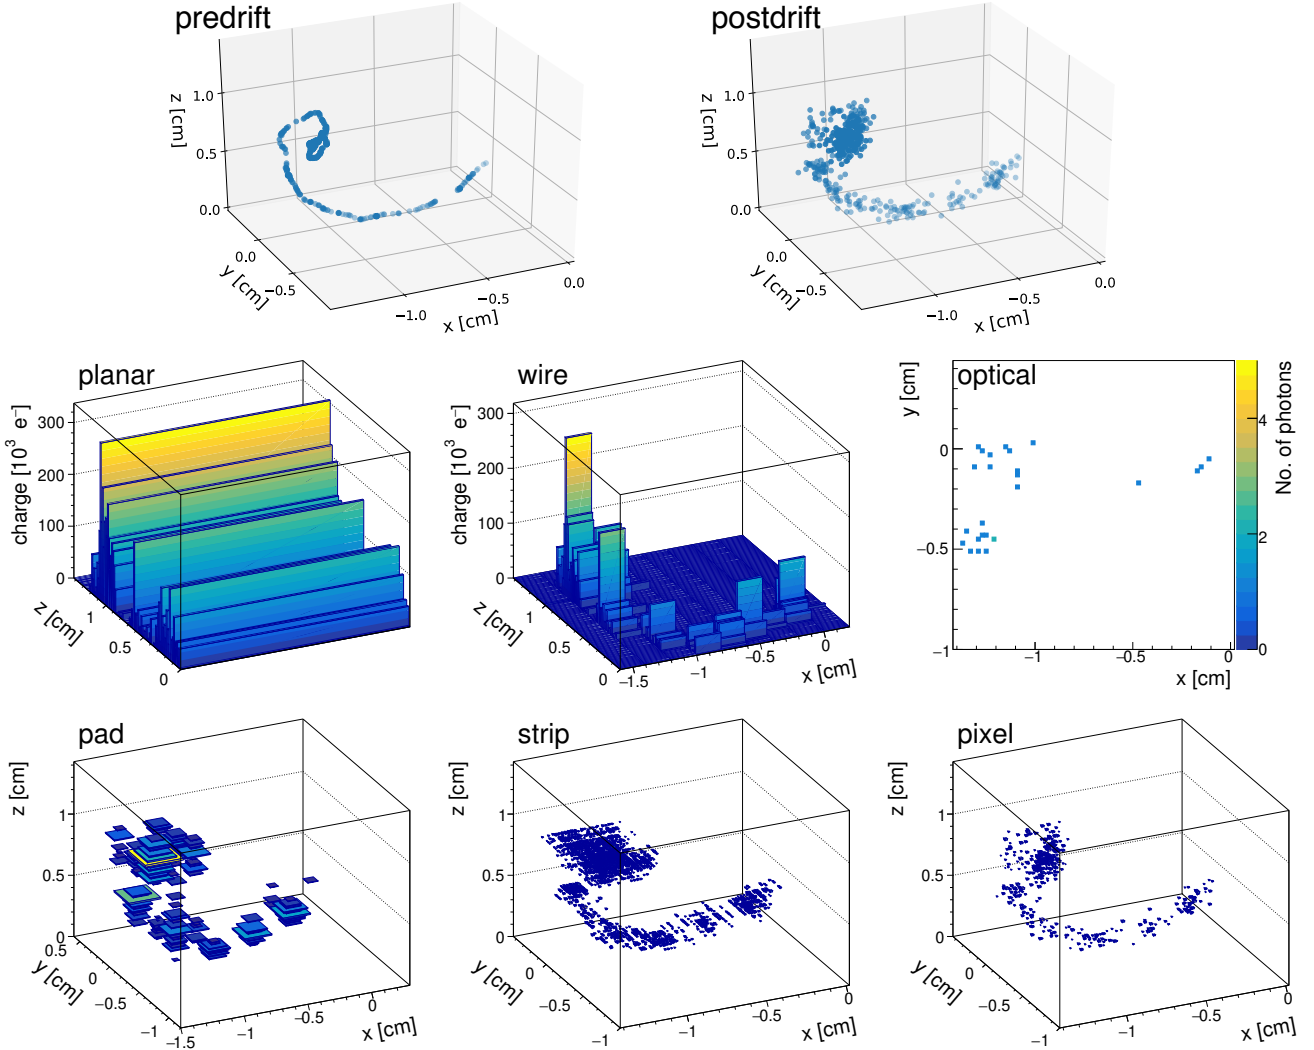 predrift
postdrift
z [cm]
1.0
0.5
0.0
0.0
−0.5
y [cm]
−1.0
−0.5
0.0
x [cm]
z [cm]
1.0
0.5
0.0
0.0
−0.5
y [cm]
−1.0
−0.5
0.0
x [cm]
planar
charge [10³ e⁻]
300
200
100
0
z [cm]
1
0.5
0
wire
charge [10³ e⁻]
300
200
100
0
z [cm]
1
0.5
0
−1.5
−1
−0.5
0
x [cm]
optical
y [cm]
0
−0.5
−1
−1
−0.5
0
x [cm]
No. of photons
4
2
0
pad
z [cm]
1
0.5
0
0.5
0
−0.5
−1
y [cm]
−1.5
−1
−0.5
0
x [cm]
strip
z [cm]
1
0.5
0
0
−0.5
−1
y [cm]
−1
−0.5
0
x [cm]
pixel
z [cm]
1
0.5
0
0
−0.5
−1
y [cm]
−1
−0.5
0
x [cm]